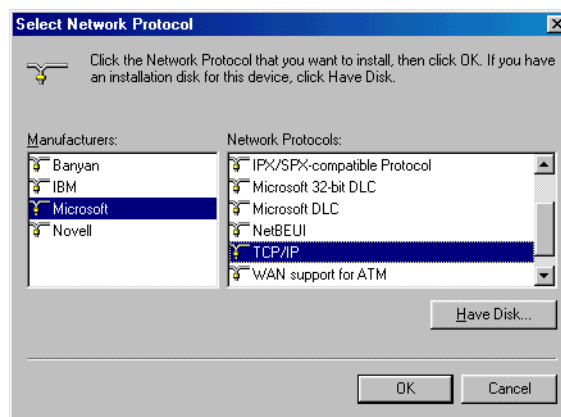 Select Network Protocol
Click the Network Protocol that you want to install, then click OK. If you have
an installation disk for this device, click Have Disk.
Manufacturers:
Banyan
IBM
Microsoft
Novell
Network Protocols:
IPX/SPX-compatible Protocol
Microsoft 32-bit DLC
Microsoft DLC
NetBEUI
TCP/IP
WAN support for ATM
Have Disk...
OK
Cancel